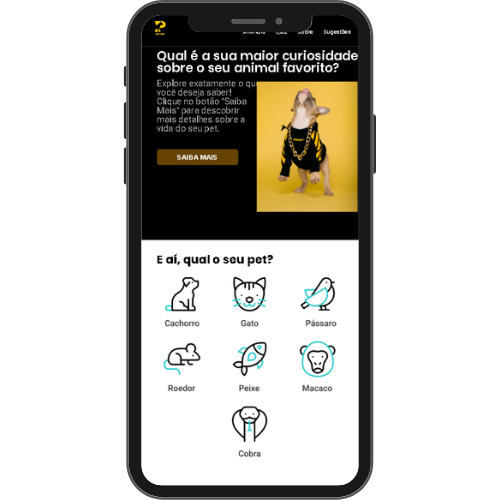 Animais Quiz Sobre Sugestões
Qual é a sua maior curiosidade
sobre o seu animal favorito?
Explore exatamente o que
você deseja saber!
Clique no botão "Saiba
Mais" para descobrir
mais detalhes sobre a
vida do seu pet.
SAIBA MAIS
E aí, qual o seu pet?
Cachorro Gato Pássaro
Roedor Peixe Macaco
Cobra